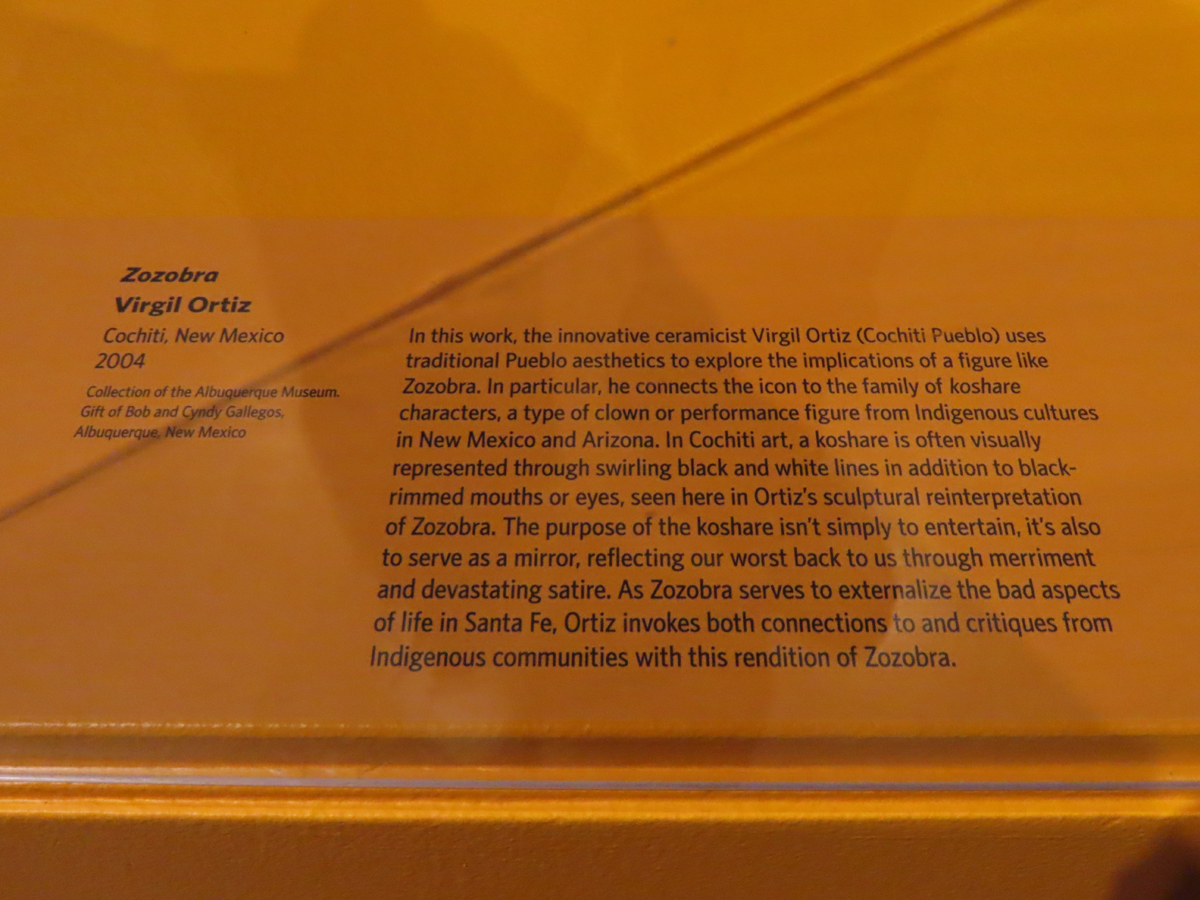 Zozobra
Virgil Ortiz
Cochiti, New Mexico
2004
Collection of the Albuquerque Museum.
Gift of Bob and Cyndy Gallegos,
Albuquerque, New Mexico
In this work, the innovative ceramicist Virgil Ortiz (Cochiti Pueblo) uses
traditional Pueblo aesthetics to explore the implications of a figure like
Zozobra. In particular, he connects the icon to the family of koshare
characters, a type of clown or performance figure from Indigenous cultures
in New Mexico and Arizona. In Cochiti art, a koshare is often visually
represented through swirling black and white lines in addition to black-
rimmed mouths or eyes, seen here in Ortiz's sculptural reinterpretation
of Zozobra. The purpose of the koshare isn't simply to entertain, it's also
to serve as a mirror, reflecting our worst back to us through merriment
and devastating satire. As Zozobra serves to externalize the bad aspects
of life in Santa Fe, Ortiz invokes both connections to and critiques from
Indigenous communities with this rendition of Zozobra.